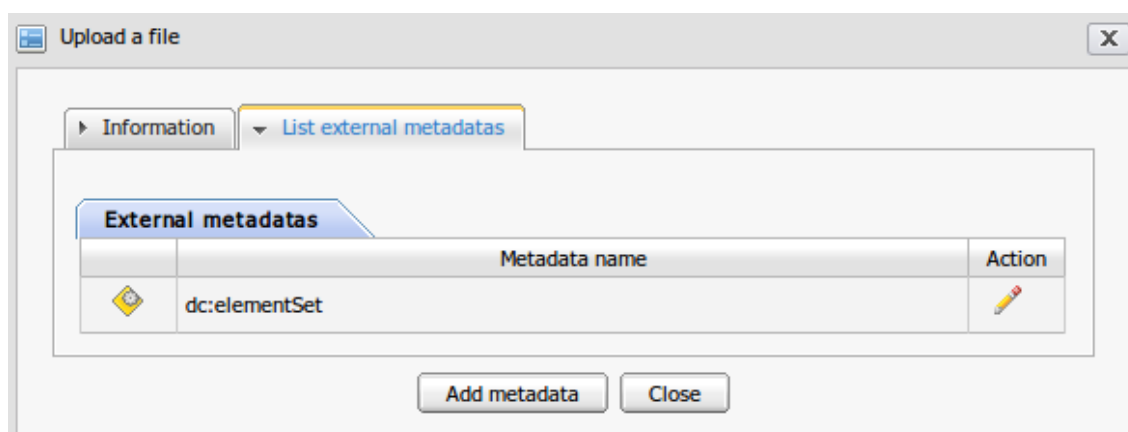 Upload a file
X
Information
List external metadatas
External metadatas
Metadata name Action
dc:elementSet
Add metadata Close